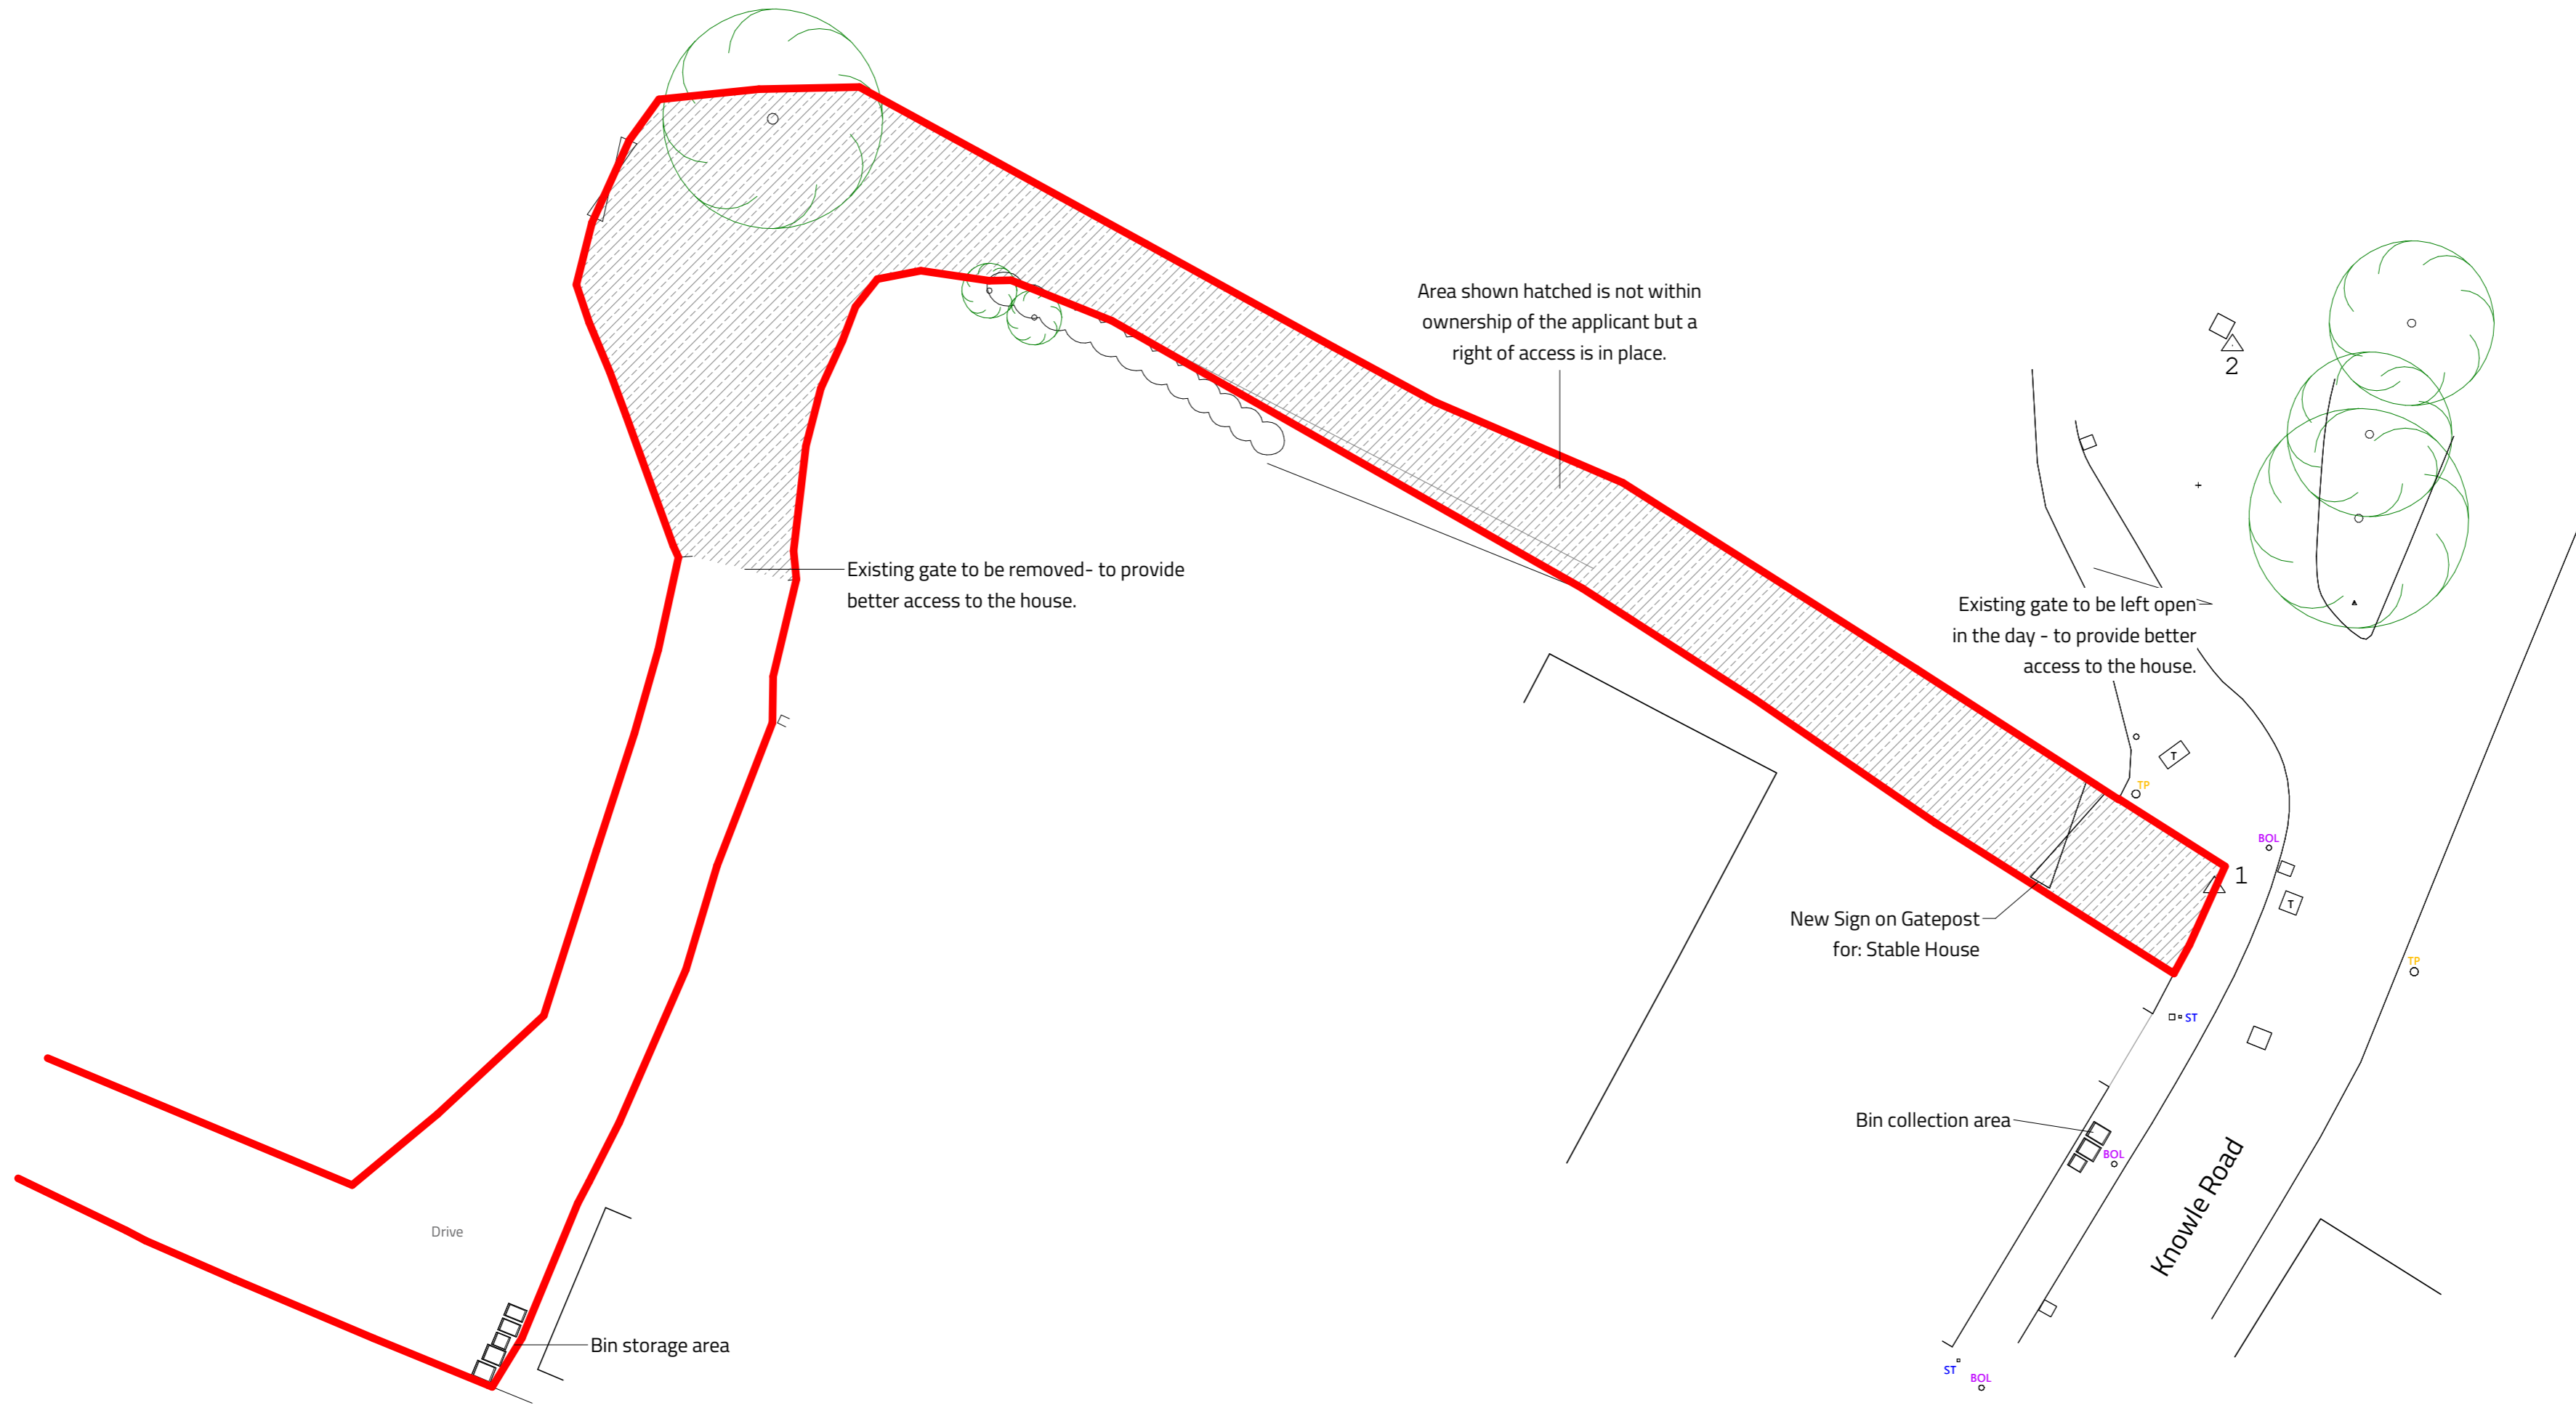 Area shown hatched is not within
ownership of the applicant but a
right of access is in place.
2
Existing gate to be removed- to provide
better access to the house.
Existing gate to be left open
in the day - to provide better
access to the house.
T
TP
BOL
1
T
New Sign on Gatepost
for: Stable House
TP
ST
Bin collection area
BOL
Knowle Road
Drive
Bin storage area
ST
BOL